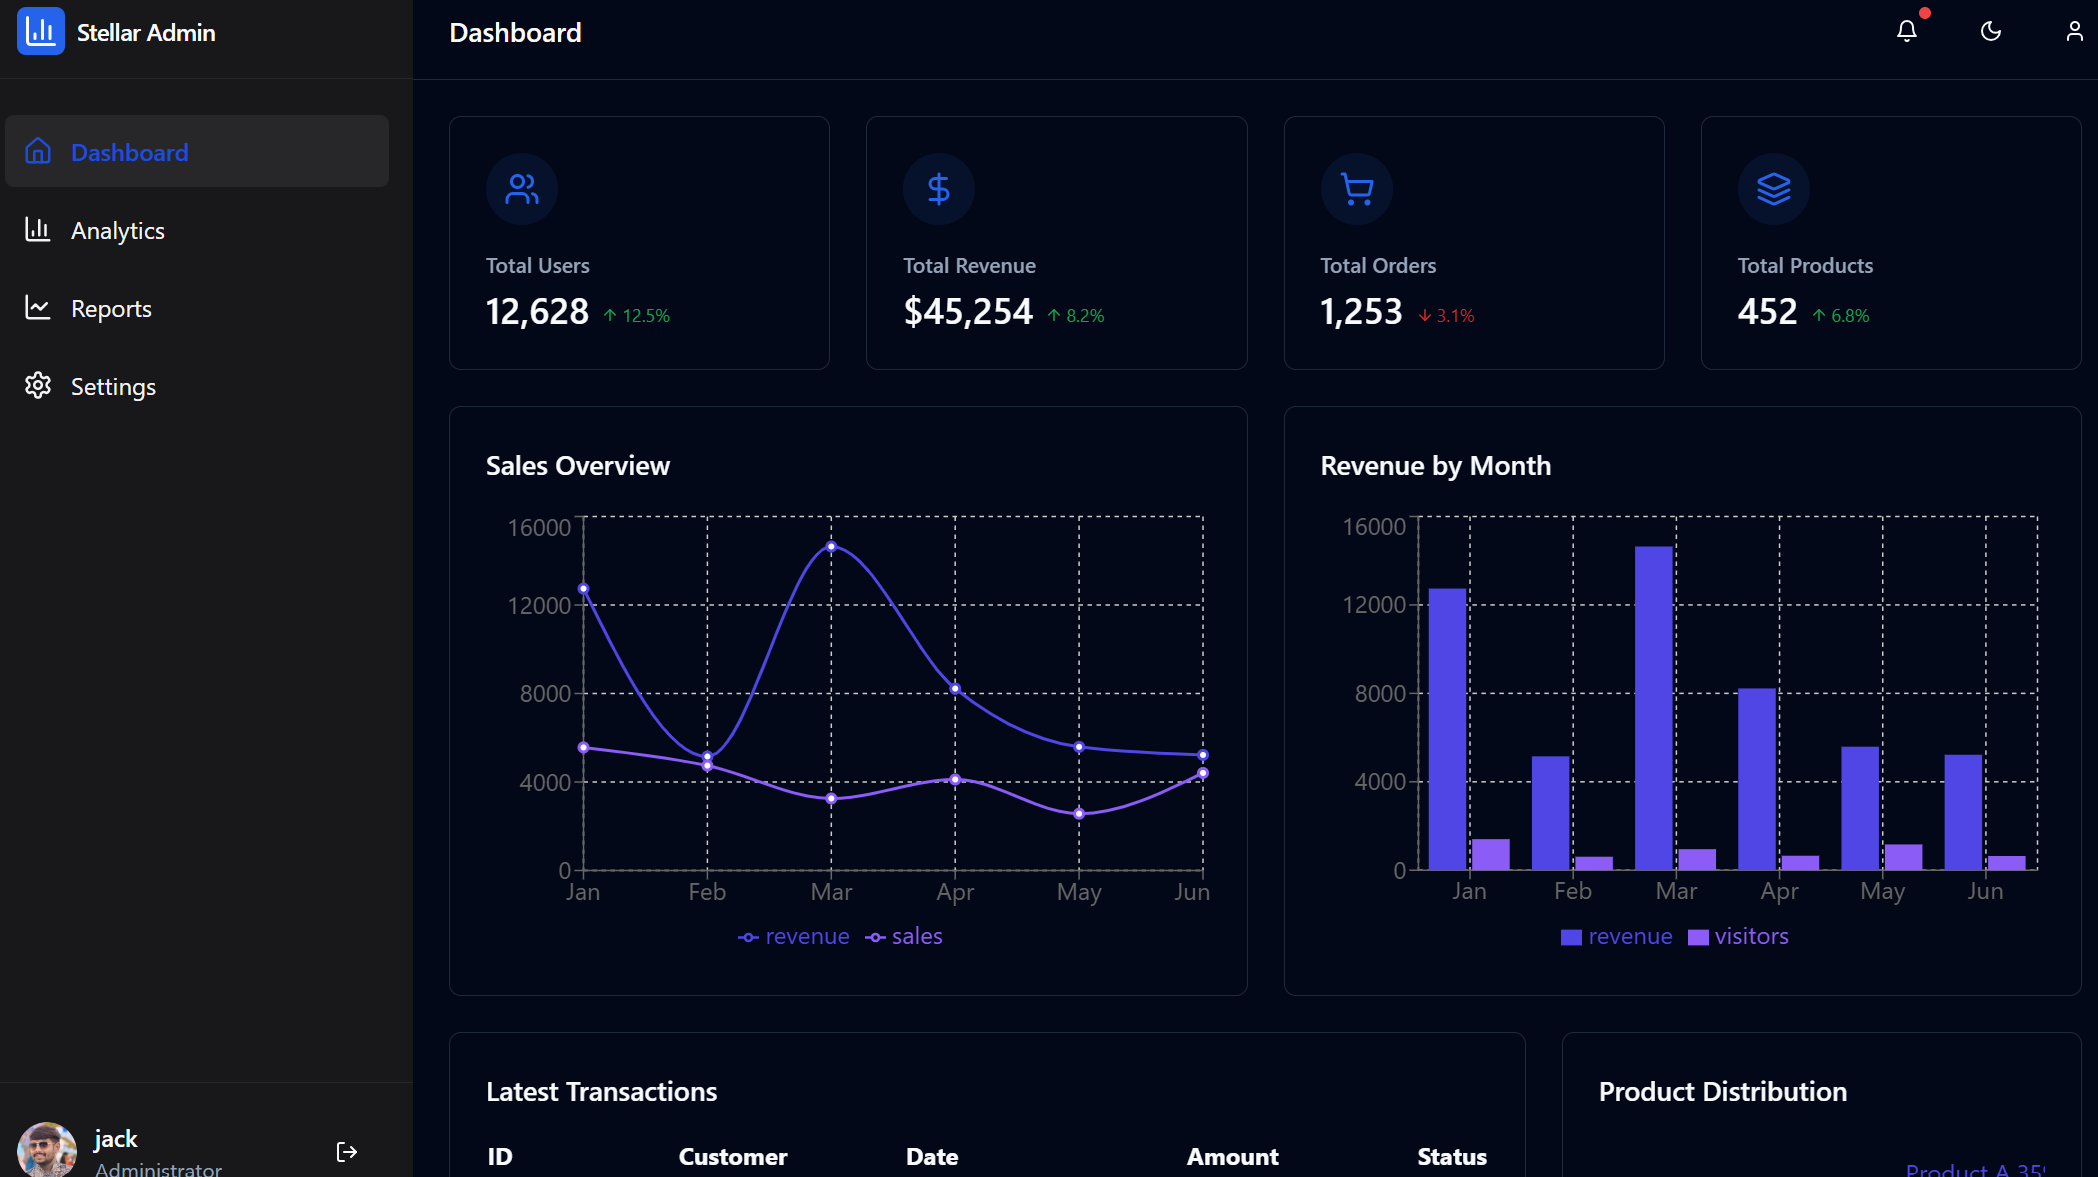 Stellar Admin
Dashboard
Analytics
Reports
Settings
jack
Administrator
Dashboard
Total Users
12,628 ↑ 12.5%
Total Revenue
$45,254 ↑ 8.2%
Total Orders
1,253 ↓ 3.1%
Total Products
452 ↑ 6.8%
Sales Overview
16000
12000
8000
4000
0
Jan Feb Mar Apr May Jun
revenue sales
Revenue by Month
16000
12000
8000
4000
0
Jan Feb Mar Apr May Jun
revenue visitors
Latest Transactions
ID Customer Date Amount Status
Product Distribution
Product A 35%